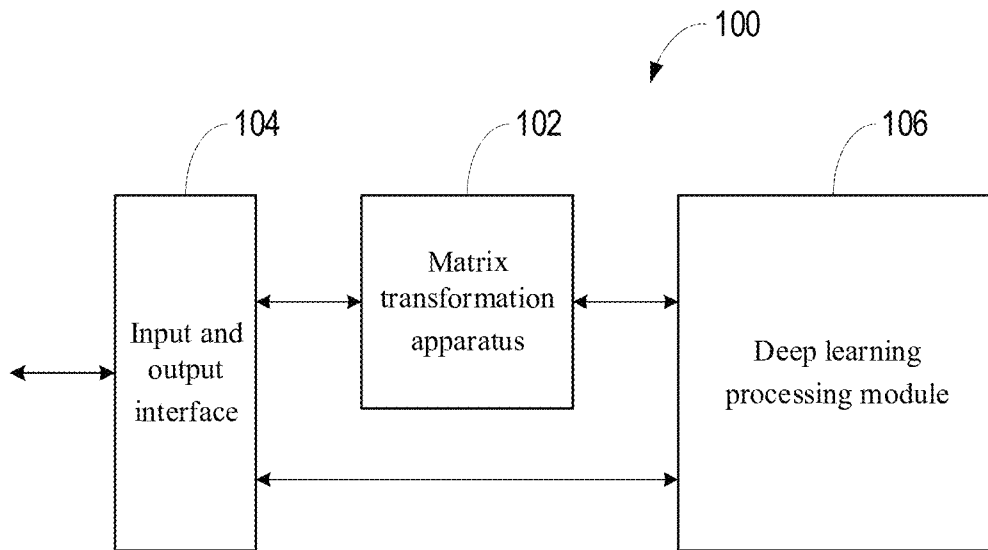 100
104
102
106
Matrix
transformation
apparatus
Input and
output
interface
Deep learning
processing module